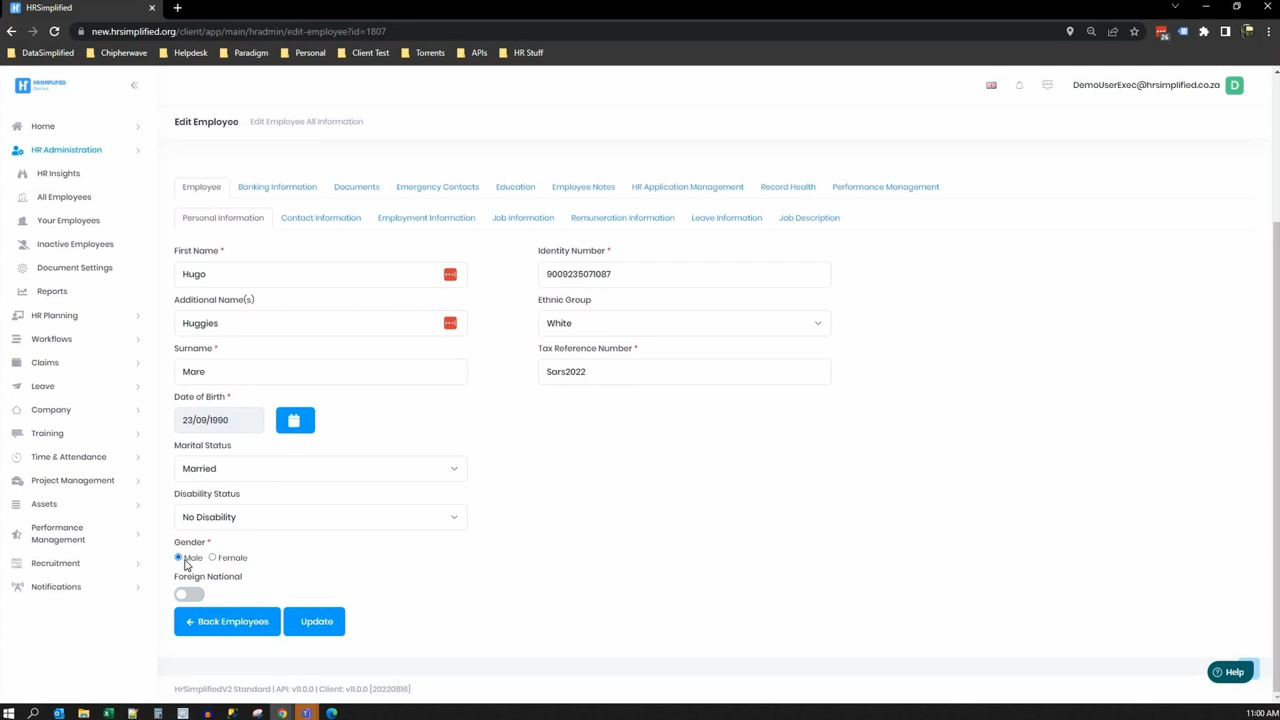 HRSimplified
new.hrsimplified.org/client/app/main/hradmin/edit-employee?id=1807
26
DataSimplified
Chipherwave
Helpdesk
Paradigm
Personal
Client Test
Torrents
APIs
HR Stuff
HRSIMPLIFIED
DemoUserExec@hrsimplified.co.za
D
Home
HR Administration
HR Insights
All Employees
Your Employees
Inactive Employees
Document Settings
Reports
HR Planning
Workflows
Claims
Leave
Company
Training
Time & Attendance
Project Management
Assets
Performance
Management
Recruitment
Notifications
Edit Employee
Edit Employee All Information
Employee
Banking Information
Documents
Emergency Contacts
Education
Employee Notes
HR Application Management
Record Health
Performance Management
Personal Information
Contact Information
Employment Information
Job Information
Remuneration Information
Leave Information
Job Description
First Name *
Hugo
Additional Name(s)
Huggies
Surname *
Mare
Date of Birth *
23/09/1990
Marital Status
Married
Disability Status
No Disability
Gender *
Male
Female
Foreign National
Identity Number *
9009235071087
Ethnic Group
White
Tax Reference Number *
Sars2022
Back Employees
Update
Help
HrSimplifiedV2 Standard | API: v11.0.0 | Client: v11.0.0 [20220816]
11:00 AM